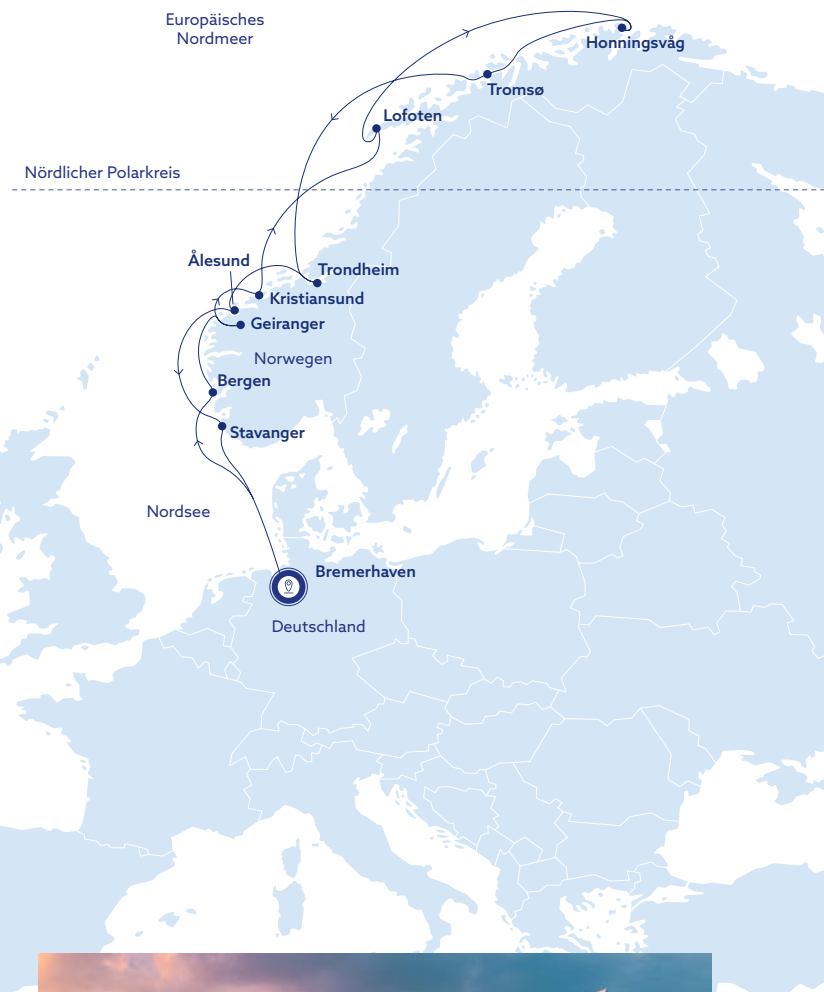 Europäisches
Nordmeer
Honningsvåg
Tromsø
Lofoten
Nördlicher Polarkreis
Ålesund
Trondheim
Kristiansund
Geiranger
Norwegen
Bergen
Stavanger
Nordsee
Bremerhaven
Deutschland